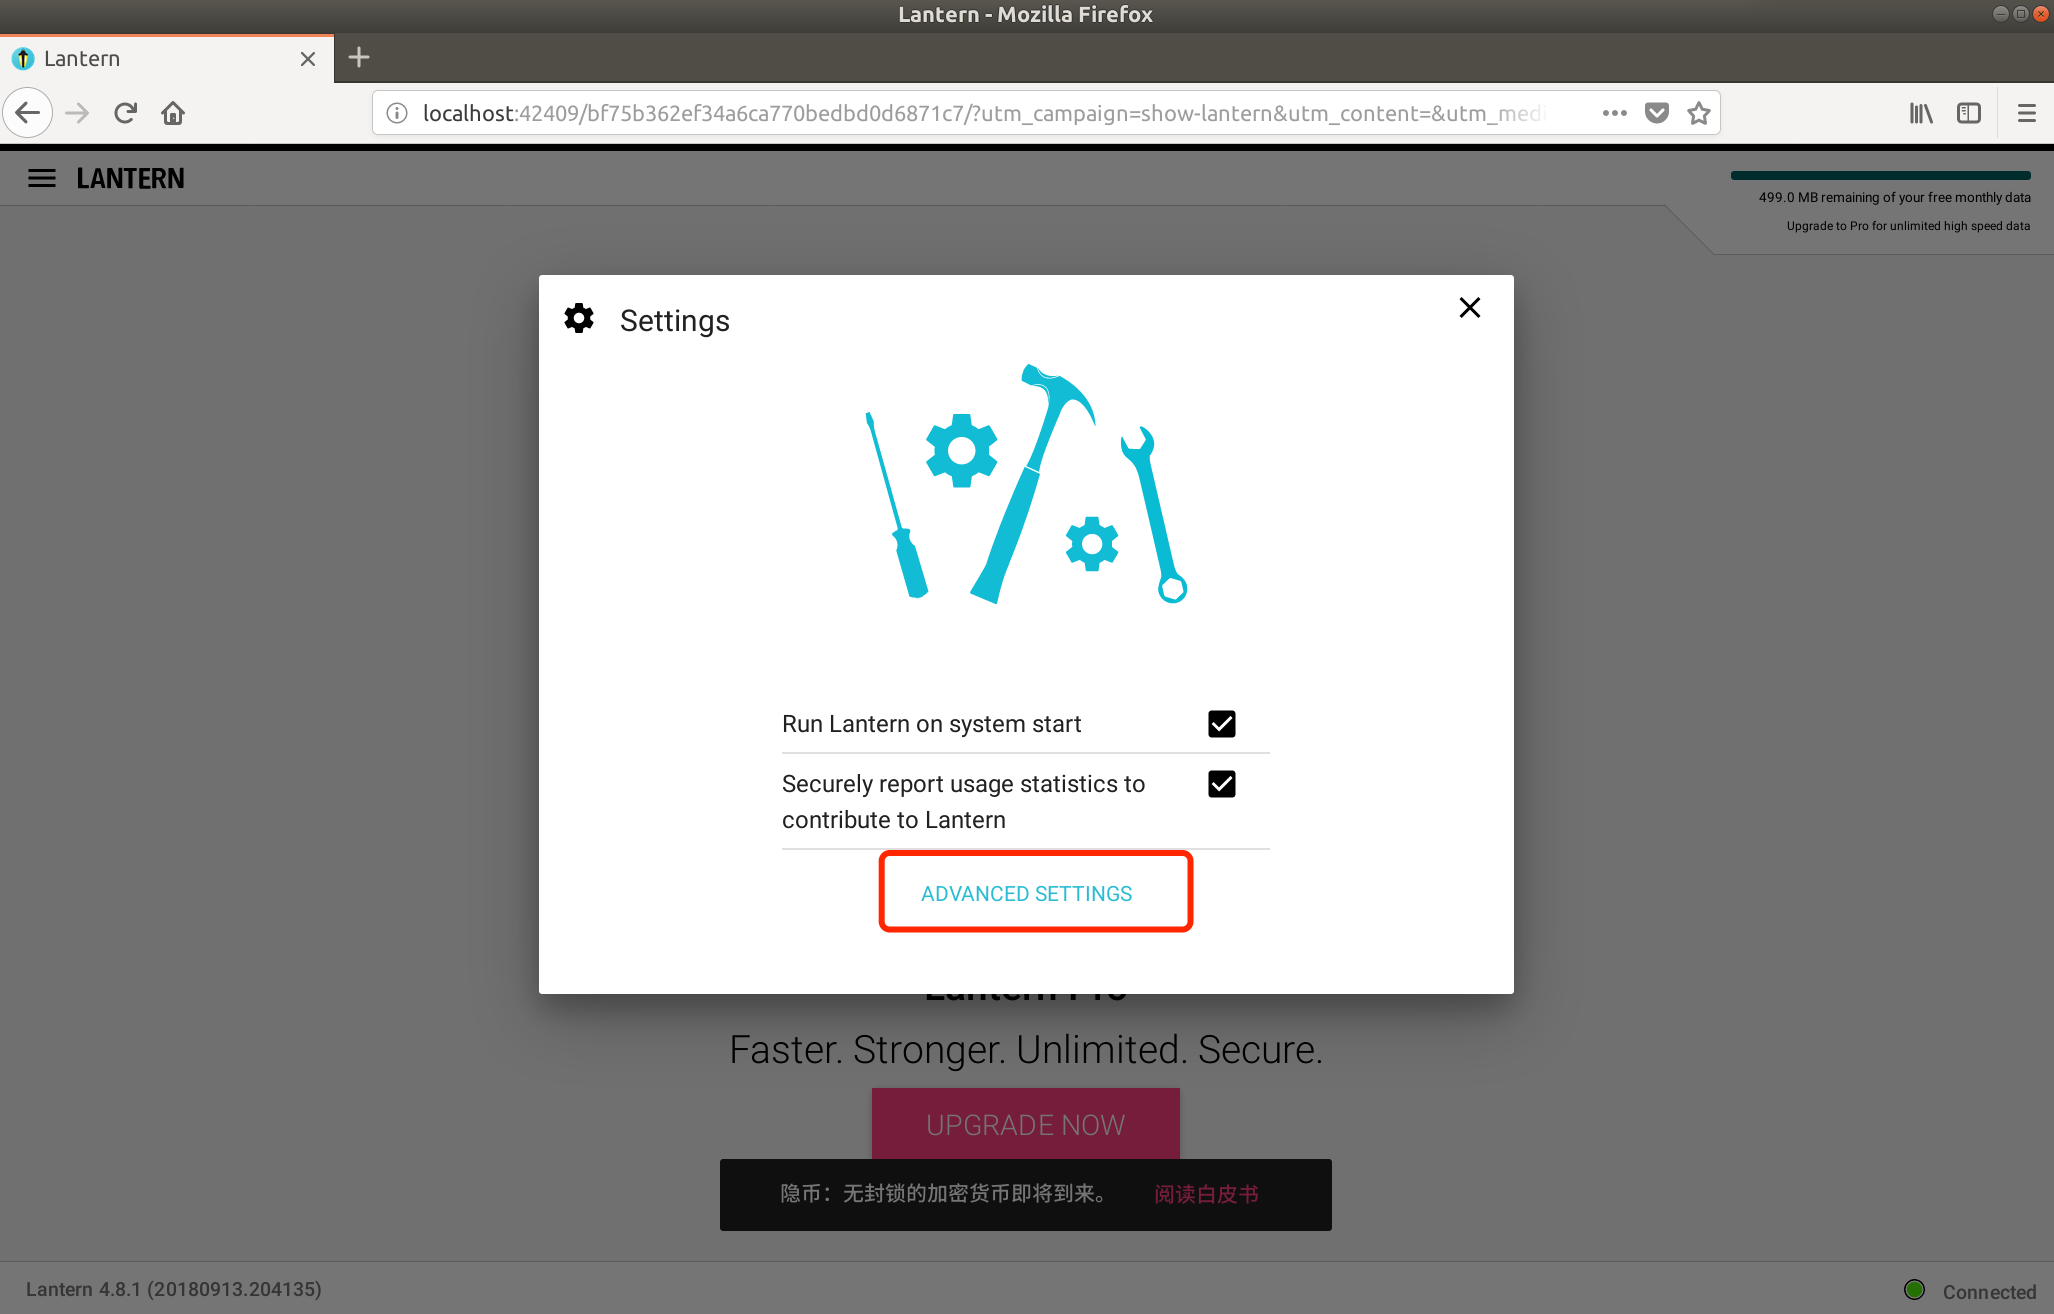 Lantern - Mozilla Firefox
Lantern
localhost:42409/bf75b362ef34a6ca770bedbd0d6871c7/?utm_campaign=show-lantern&utm_content=&utm_medi
LANTERN
499.0 MB remaining of your free monthly data
Upgrade to Pro for unlimited high speed data
Settings
Run Lantern on system start
Securely report usage statistics to
contribute to Lantern
ADVANCED SETTINGS
Lantern Pro
Faster. Stronger. Unlimited. Secure.
UPGRADE NOW
隐币：无封锁的加密货币即将到来。 阅读白皮书
Lantern 4.8.1 (20180913.204135)
Connected